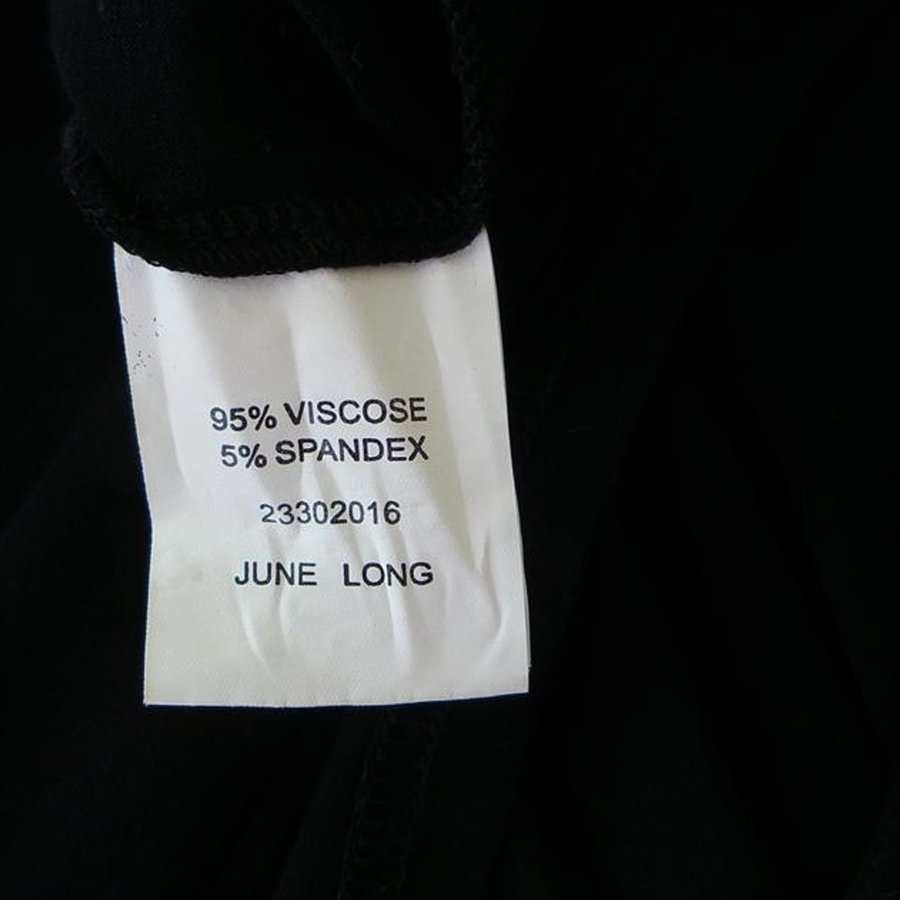 95% VISCOSE
5% SPANDEX
23302016
JUNE LONG